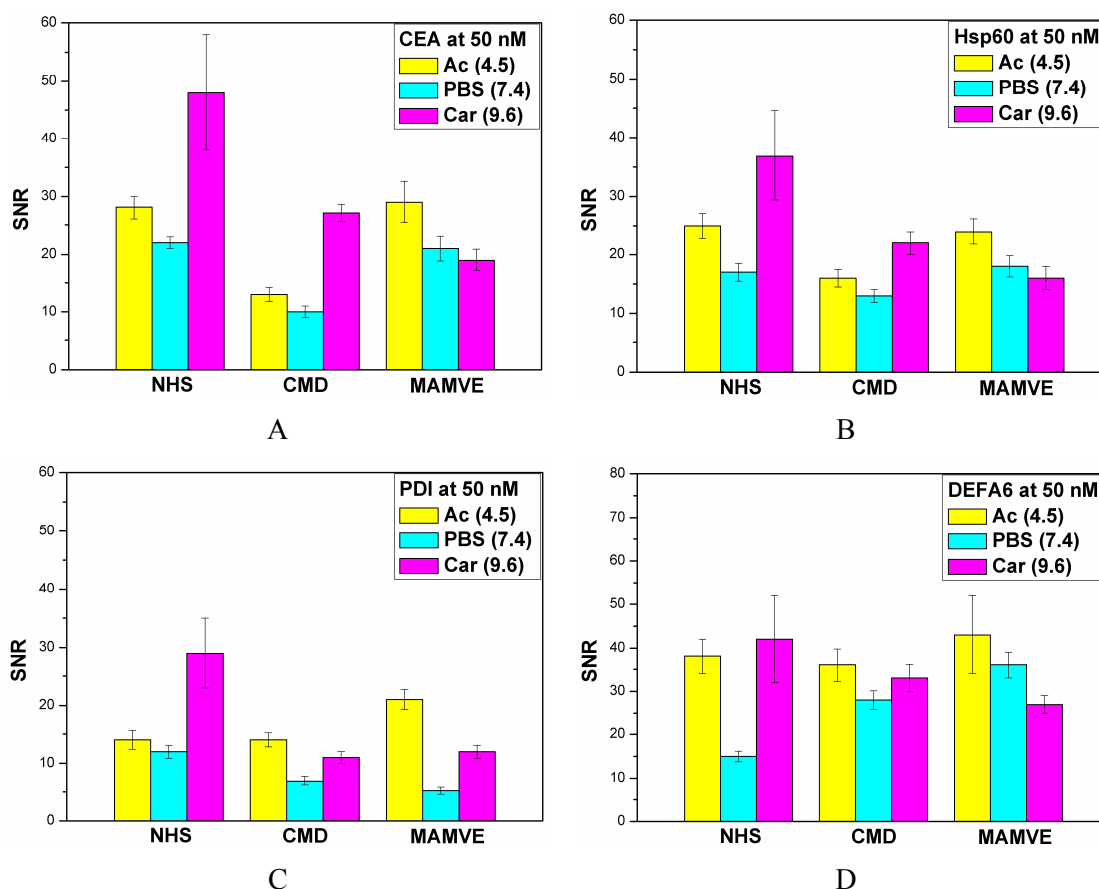 60
50
40
30
20
10
0
SNR
CEA at 50 nM
Ac (4.5)
PBS (7.4)
Car (9.6)
NHS CMD MAMVE
A
60
50
40
30
20
10
0
SNR
Hsp60 at 50 nM
Ac (4.5)
PBS (7.4)
Car (9.6)
NHS CMD MAMVE
B
60
50
40
30
20
10
0
SNR
PDI at 50 nM
Ac (4.5)
PBS (7.4)
Car (9.6)
NHS CMD MAMVE
C
80
70
60
50
40
30
20
10
0
SNR
DEFA6 at 50 nM
Ac (4.5)
PBS (7.4)
Car (9.6)
NHS CMD MAMVE
D